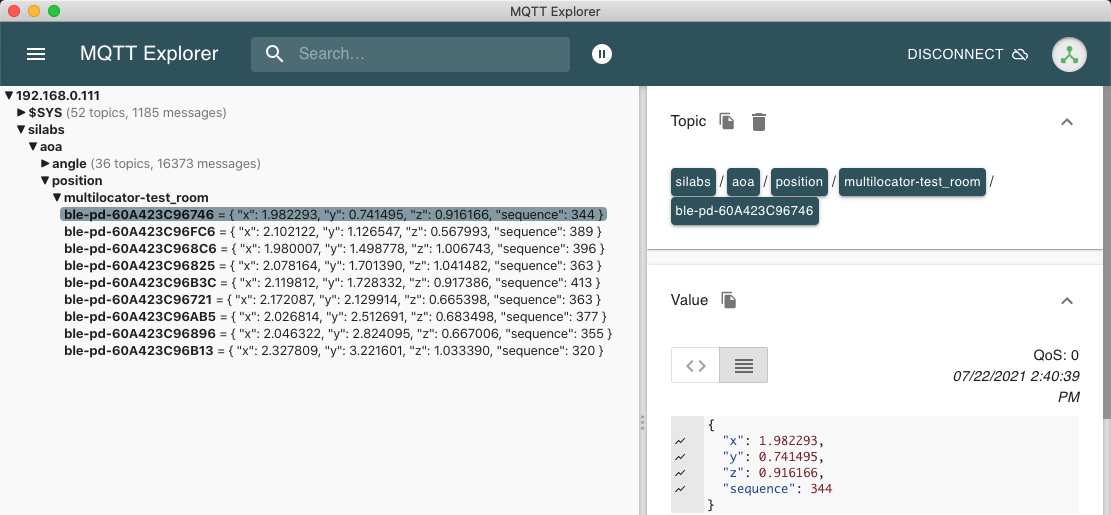 MQTT Explorer
MQTT Explorer
Search...
DISCONNECT
▼192.168.0.111
▶$SYS (52 topics, 1185 messages)
▼silabs
▼aoa
▶angle (36 topics, 16373 messages)
▼position
▼multilocator-test_room
ble-pd-60A423C96746 = { "x": 1.982293, "y": 0.741495, "z": 0.916166, "sequence": 344 }
ble-pd-60A423C96FC6 = { "x": 2.102122, "y": 1.126547, "z": 0.567993, "sequence": 389 }
ble-pd-60A423C968C6 = { "x": 1.980007, "y": 1.498778, "z": 1.006743, "sequence": 396 }
ble-pd-60A423C96825 = { "x": 2.078164, "y": 1.701390, "z": 1.041482, "sequence": 363 }
ble-pd-60A423C96B3C = { "x": 2.119812, "y": 1.728332, "z": 0.917386, "sequence": 413 }
ble-pd-60A423C96721 = { "x": 2.172087, "y": 2.129914, "z": 0.665398, "sequence": 363 }
ble-pd-60A423C96AB5 = { "x": 2.026814, "y": 2.512691, "z": 0.683498, "sequence": 377 }
ble-pd-60A423C96896 = { "x": 2.046322, "y": 2.824095, "z": 0.667006, "sequence": 355 }
ble-pd-60A423C96B13 = { "x": 2.327809, "y": 3.221601, "z": 1.033390, "sequence": 320 }
Topic
silabs / aoa / position / multilocator-test_room /
ble-pd-60A423C96746
Value
QoS: 0
07/22/2021 2:40:39
PM
{
"x": 1.982293,
"y": 0.741495,
"z": 0.916166,
"sequence": 344
}